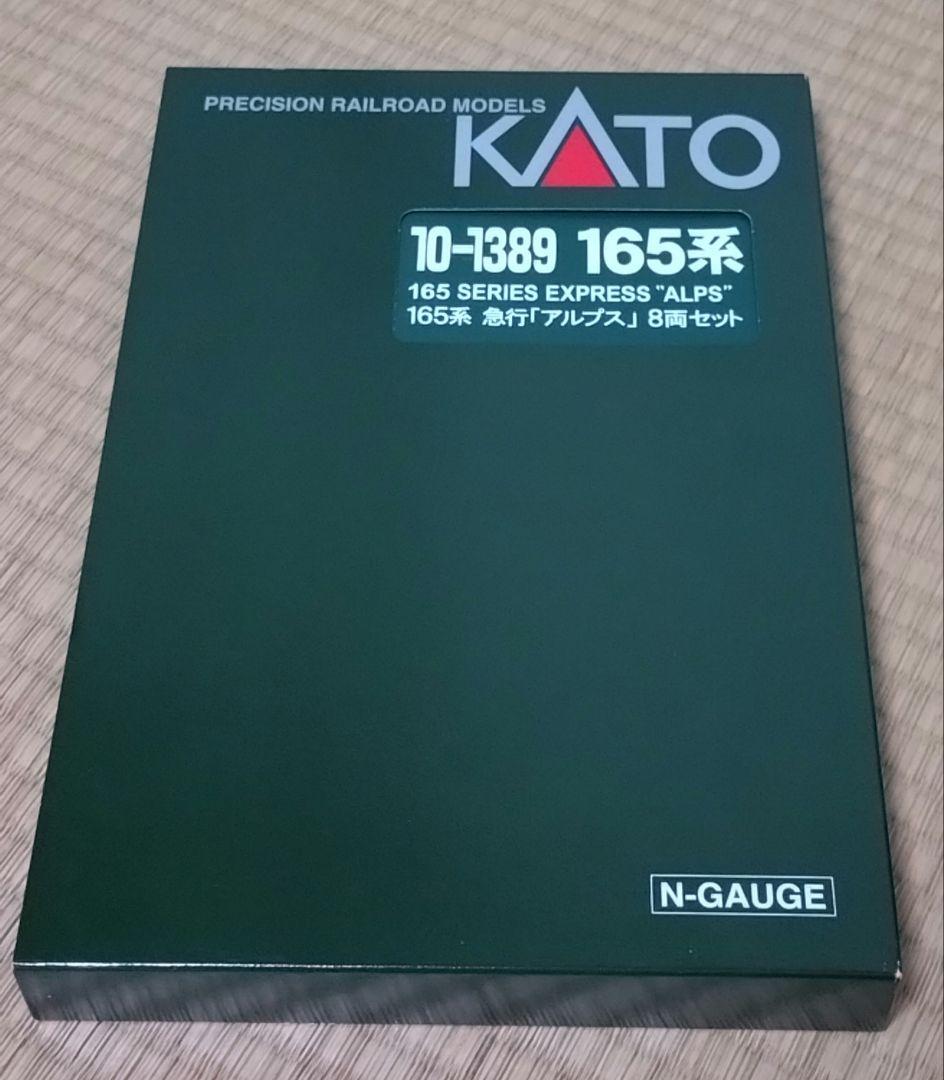 PRECISION RAILROAD MODELS
KATO
10-1389 165系
165 SERIES EXPRESS "ALPS"
165系 急行「アルプス」 8両セット
N-GAUGE